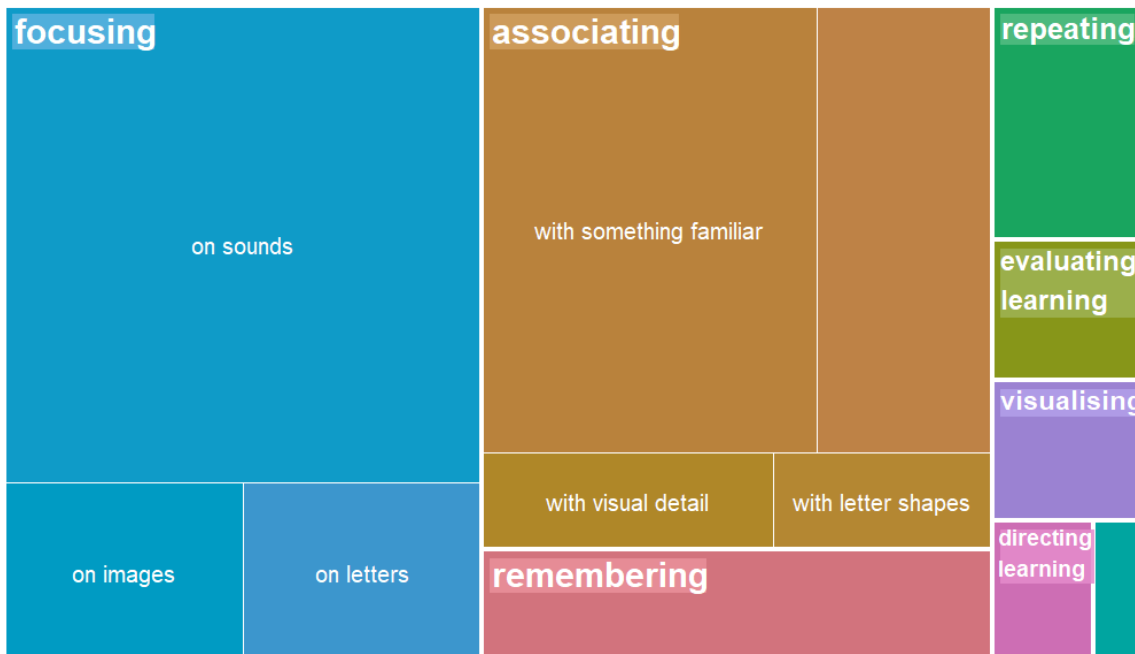 focusing
on sounds
on images
on letters
associating
with something familiar
with visual detail
with letter shapes
remembering
repeating
evaluating
learning
visualising
directing
learning